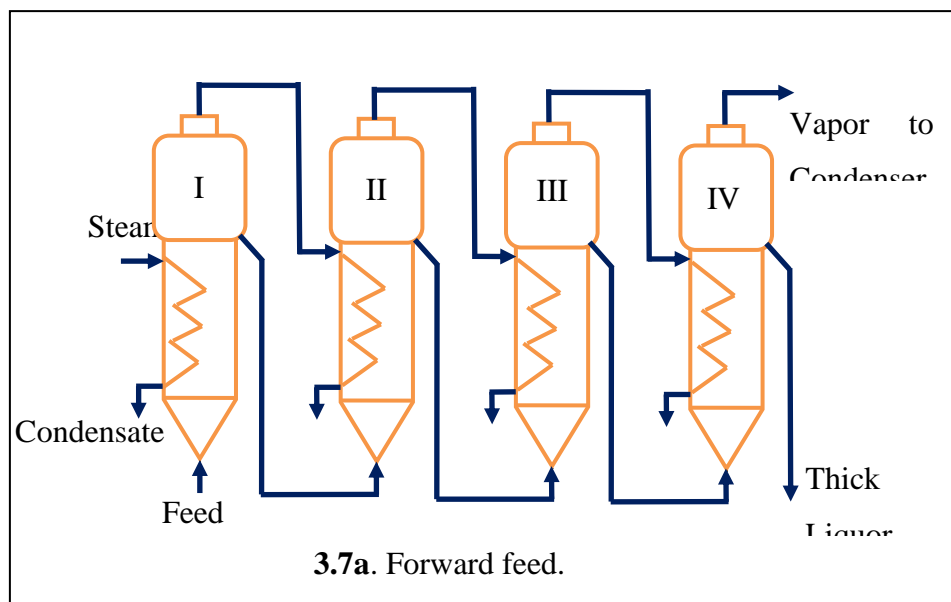 I
II
III
IV
Vapor to
Condenser
Steam
Condensate
Feed
Thick
Liquor
3.7a. Forward feed.